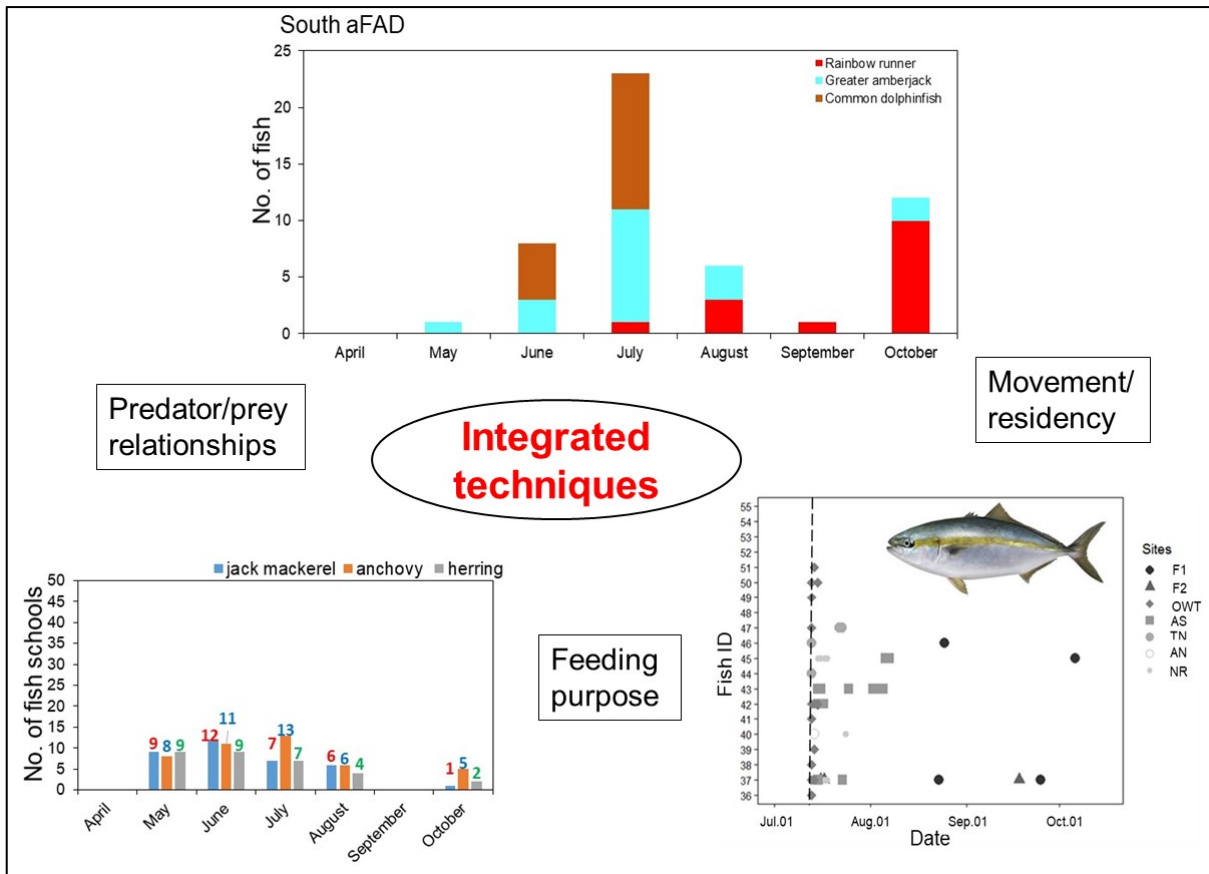 South aFAD
No. of fish
25
20
15
10
5
0
Rainbow runner
Greater amberjack
Common dolphinfish
April May June July August September October
Predator/prey
relationships
Integrated
techniques
Movement/
residency
jack mackerel anchovy herring
No. of fish schools
50
45
40
35
30
25
20
15
10
5
0
9 8 9 12 11 9 7 13 7 6 6 4 1 5 2
April May June July August September October
Feeding
purpose
Fish ID
55
54
53
52
51
50
49
48
47
46
45
44
43
42
41
40
39
38
37
36
Jul.01 Aug.01 Sep.01 Oct.01
Date
Sites
F1
F2
OWT
AS
TN
AN
NR